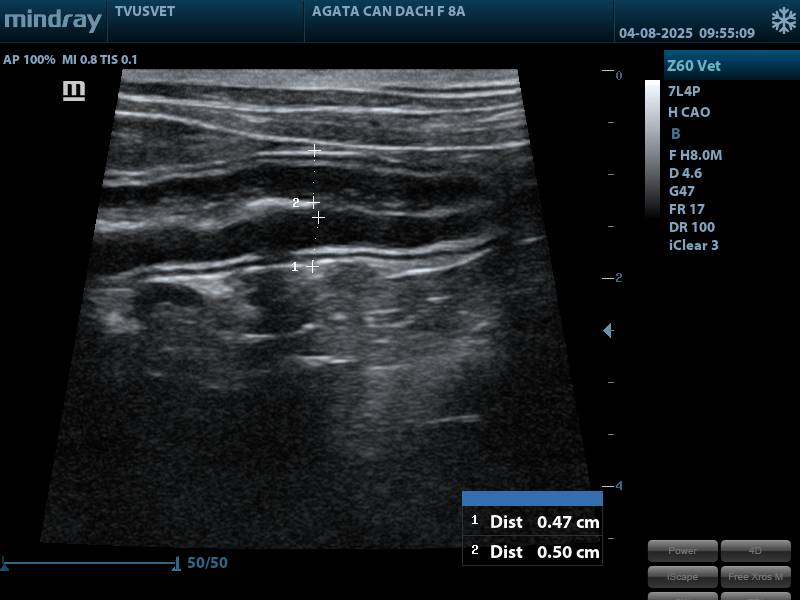 mindray
TVUSVET
AGATA CAN DACH F 8A
04-08-2025 09:55:09
AP 100% MI 0.8 TIS 0.1
m
Z60 Vet
7L4P
H CAO
B
F H8.0M
D 4.6
G47
FR 17
DR 100
iClear 3
0
2
4
2
1
1 Dist 0.47 cm
2 Dist 0.50 cm
50/50
Power
4D
iScape
Free Xros M